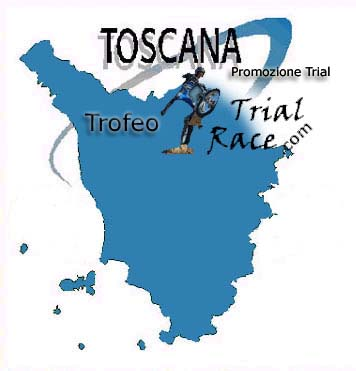 TOSCANA
Promozione Trial
Trofeo
Trial
Race.com